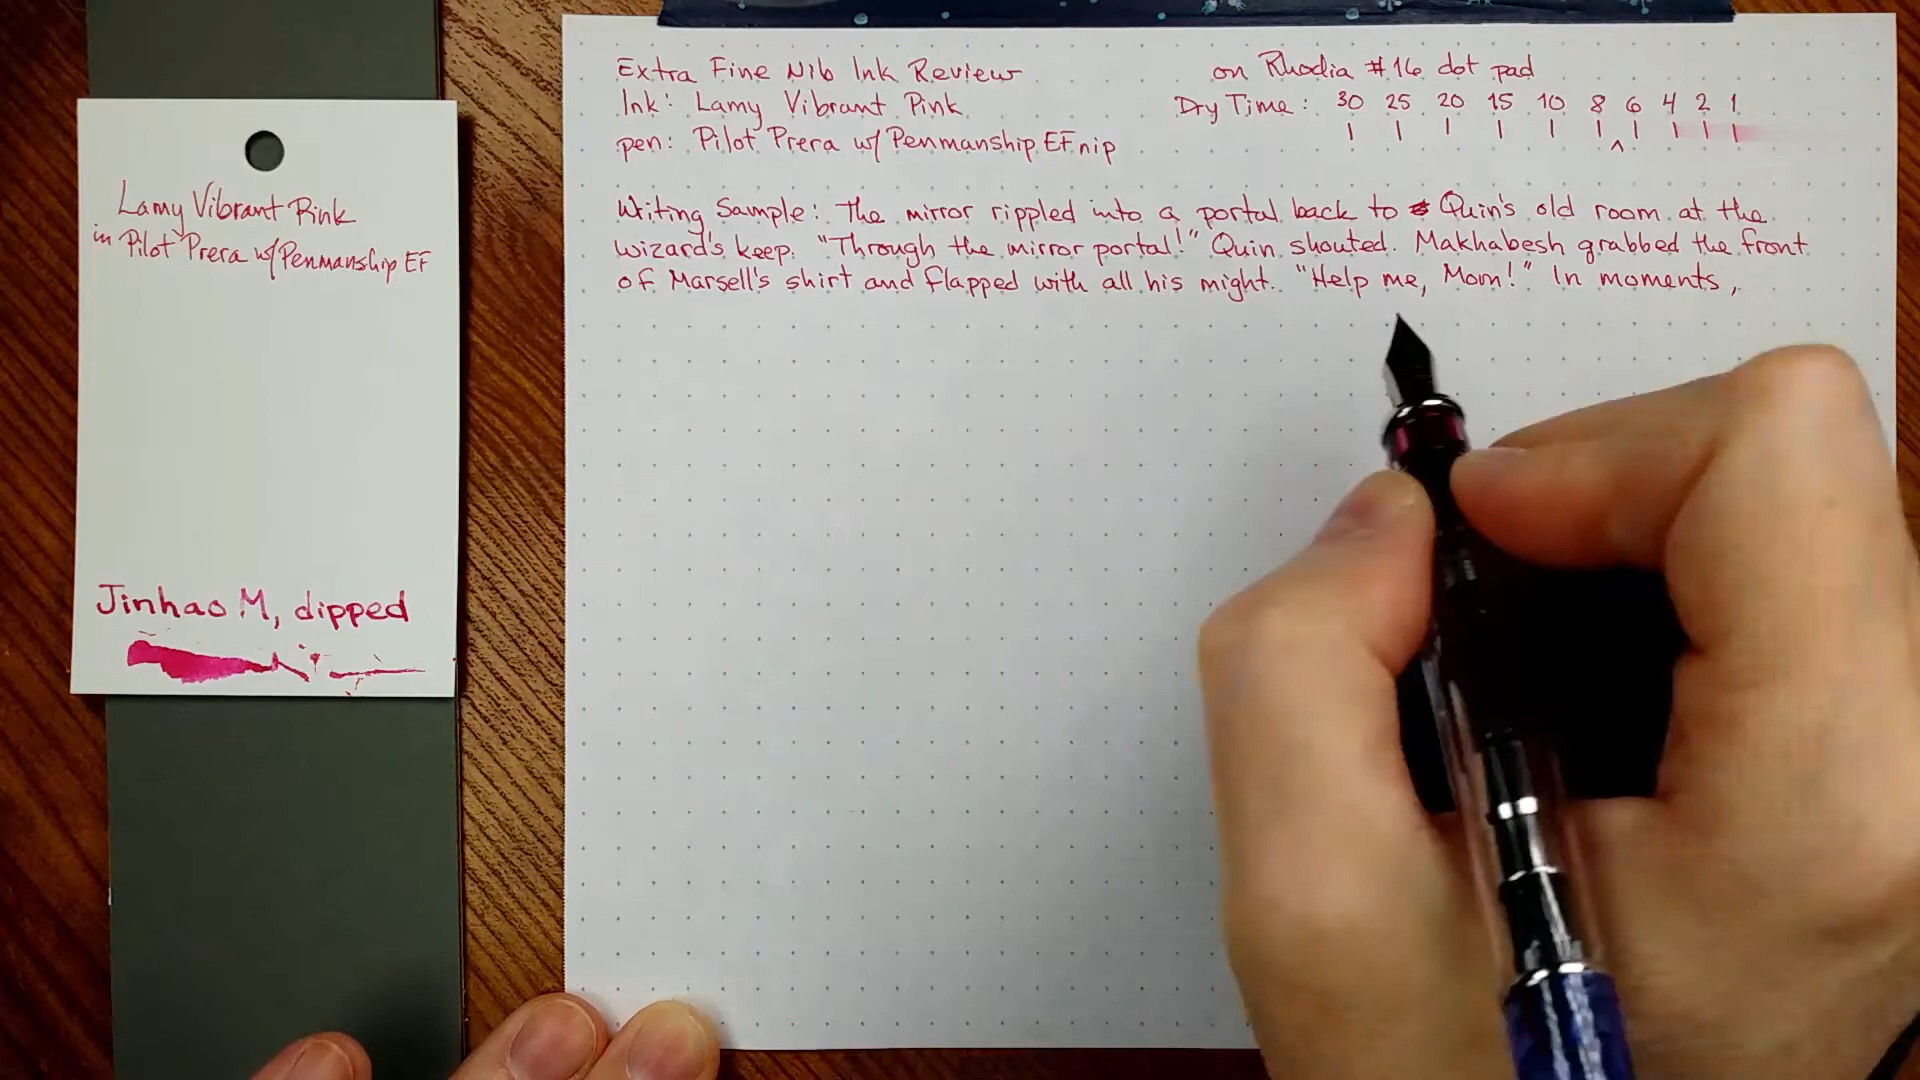 Lamy Vibrant Pink
in Pilot Prera w/Penmanship EF
Jinhao M, dipped
Extra Fine Nib Ink Review
Ink: Lamy Vibrant Pink
pen: Pilot Prera w/ Penmanship EF nip
on Rhodia #16 dot pad
Dry Time: 30 25 20 15 10 8 6 4 2 1
Writing Sample: The mirror rippled into a portal back to Quin's old room at the
wizard's keep. "Through the mirror portal!" Quin shouted. Makhabesh grabbed the front
of Marsell's shirt and flapped with all his might. "Help me, Mom!" In moments,